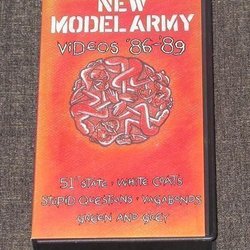 NEW
MODEL ARMY
VIDEOS '86-'89
51ST STATE · WHITE COATS
STUPID QUESTIONS · VAGABONDS
GREEN AND GREY